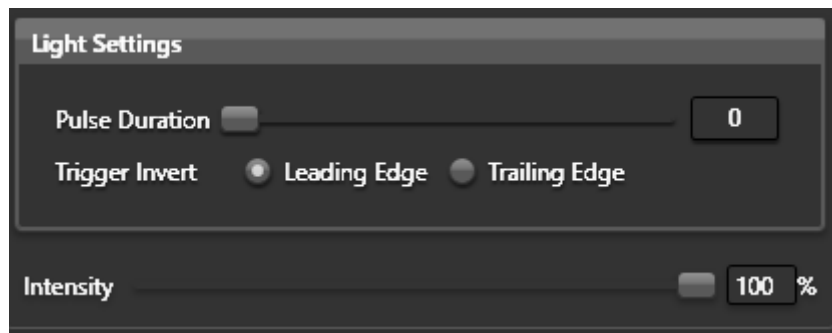 Light Settings
Pulse Duration 0
Trigger Invert Leading Edge Trailing Edge
Intensity 100 %